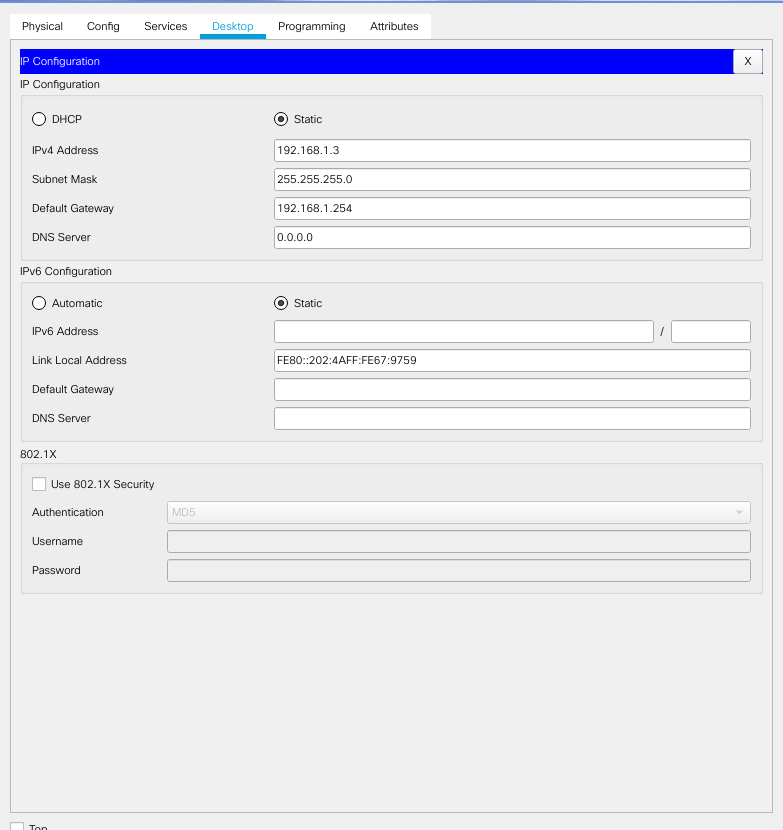 Physical Config Services Desktop Programming Attributes
IP Configuration X
IP Configuration
DHCP Static
IPv4 Address 192.168.1.3
Subnet Mask 255.255.255.0
Default Gateway 192.168.1.254
DNS Server 0.0.0.0
IPv6 Configuration
Automatic Static
IPv6 Address /
Link Local Address FE80::202:4AFF:FE67:9759
Default Gateway
DNS Server
802.1X
Use 802.1X Security
Authentication MD5
Username
Password
Top